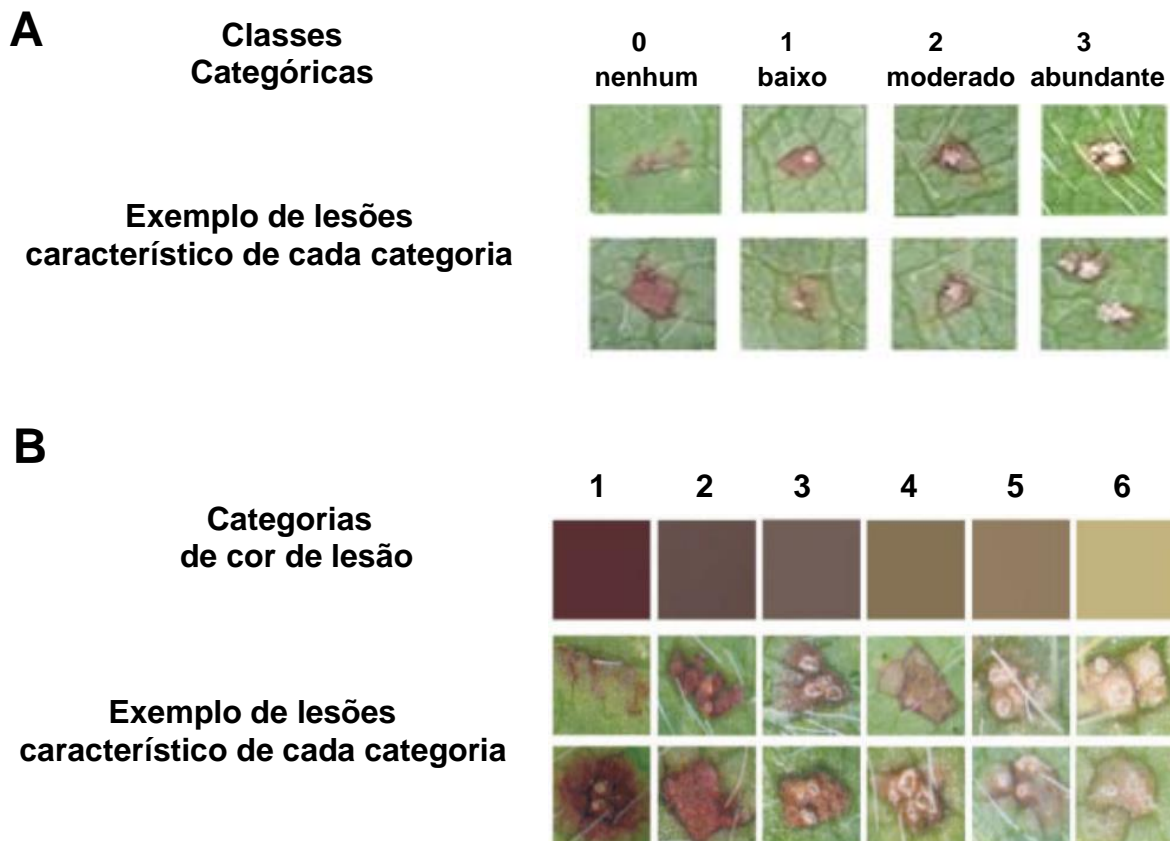 A
Classes
Categóricas
0 1 2 3
nenhum baixo moderado abundante
Exemplo de lesões
característico de cada categoria
B
1 2 3 4 5 6
Categorias
de cor de lesão
Exemplo de lesões
característico de cada categoria